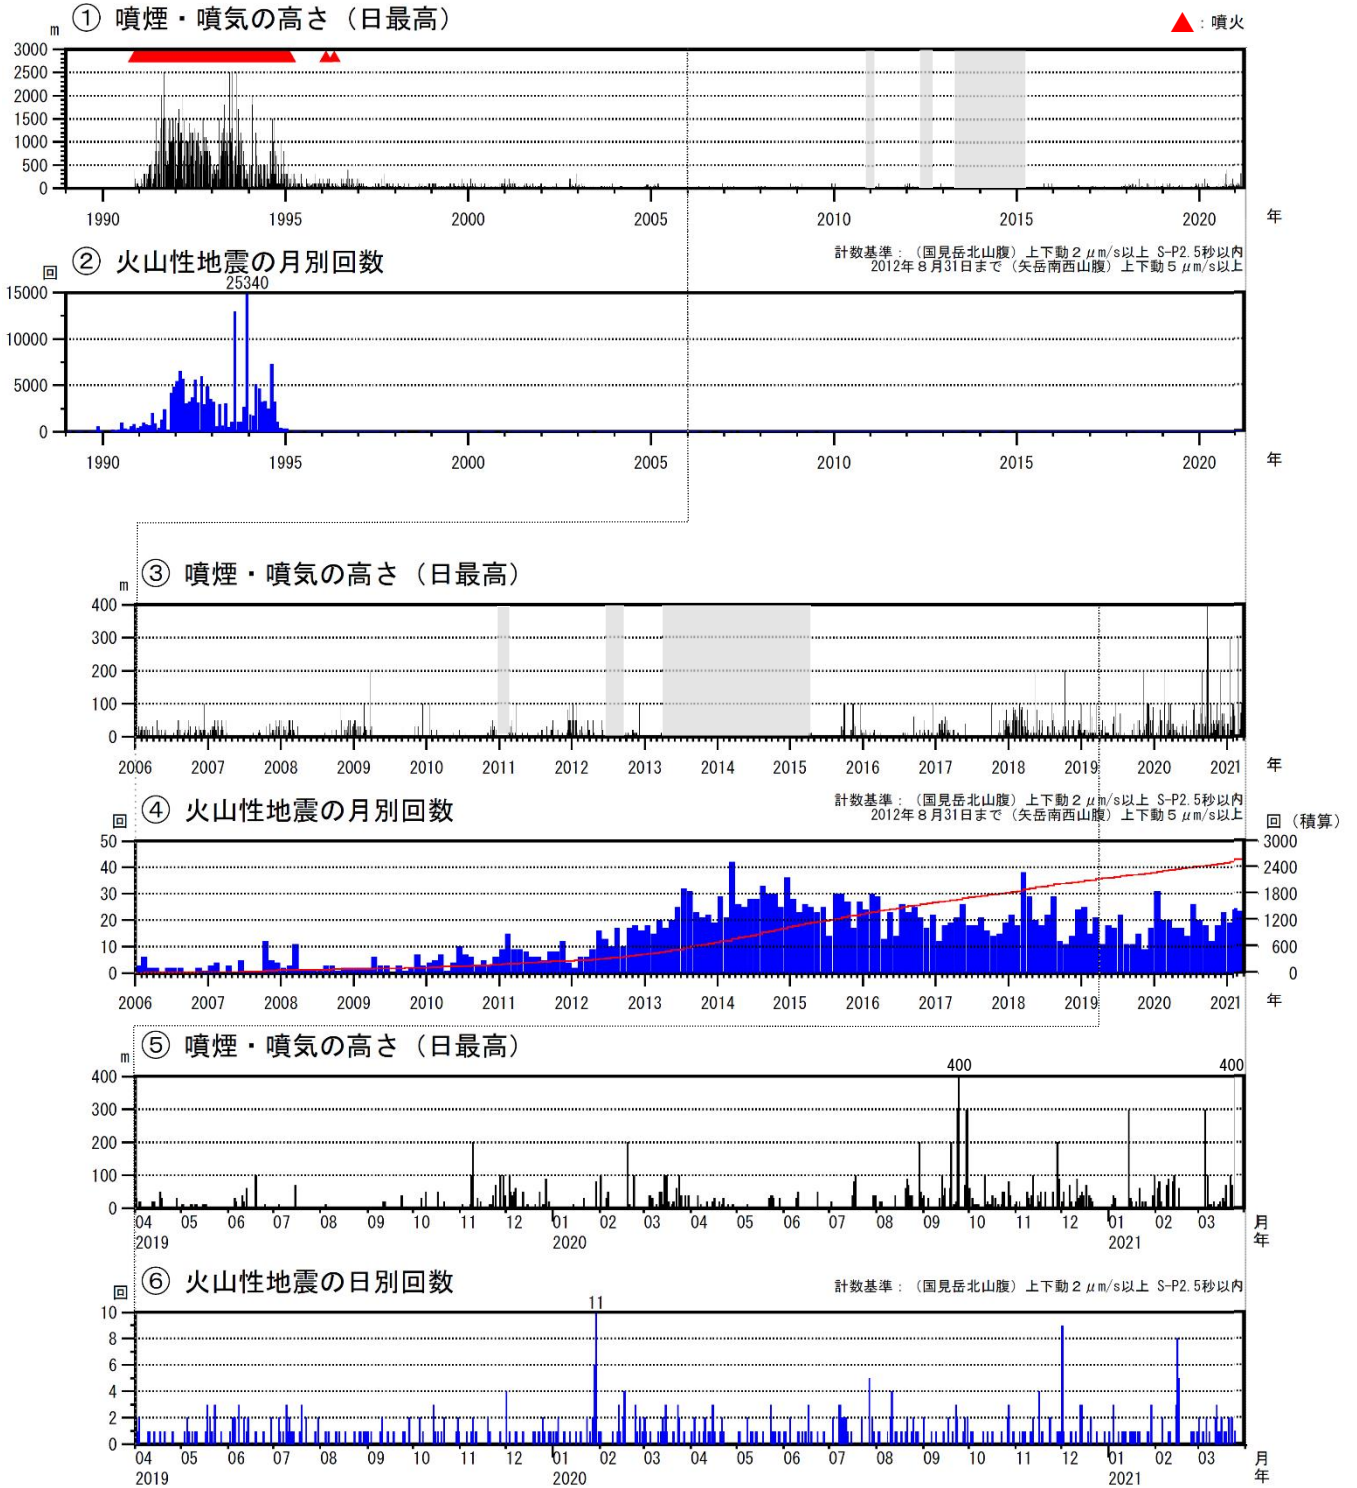 ① 噴煙・噴気の高さ（日最高）
▲：噴火
m
3000
2500
2000
1500
1000
500
0
1990 1995 2000 2005 2010 2015 2020 年
② 火山性地震の月別回数
計数基準：（国見岳北山腹）上下動２μm/s以上 S-P2.5秒以内
2012年８月31日まで（矢岳南西山腹）上下動５μm/s以上
回
25340
15000
10000
5000
0
1990 1995 2000 2005 2010 2015 2020 年
③ 噴煙・噴気の高さ（日最高）
m
400
300
200
100
0
2006 2007 2008 2009 2010 2011 2012 2013 2014 2015 2016 2017 2018 2019 2020 2021 年
④ 火山性地震の月別回数
計数基準：（国見岳北山腹）上下動２μm/s以上 S-P2.5秒以内
2012年８月31日まで（矢岳南西山腹）上下動５μm/s以上
回 回（積算）
50 3000
40 2400
30 1800
20 1200
10 600
0 0
2006 2007 2008 2009 2010 2011 2012 2013 2014 2015 2016 2017 2018 2019 2020 2021 年
⑤ 噴煙・噴気の高さ（日最高）
m
400 400
400
300
200
100
0
04 05 06 07 08 09 10 11 12 01 02 03 04 05 06 07 08 09 10 11 12 01 02 03 月
2019 2020 2021 年
⑥ 火山性地震の日別回数
計数基準：（国見岳北山腹）上下動２μm/s以上 S-P2.5秒以内
回
11
10
8
6
4
2
0
04 05 06 07 08 09 10 11 12 01 02 03 04 05 06 07 08 09 10 11 12 01 02 03 月
2019 2020 2021 年